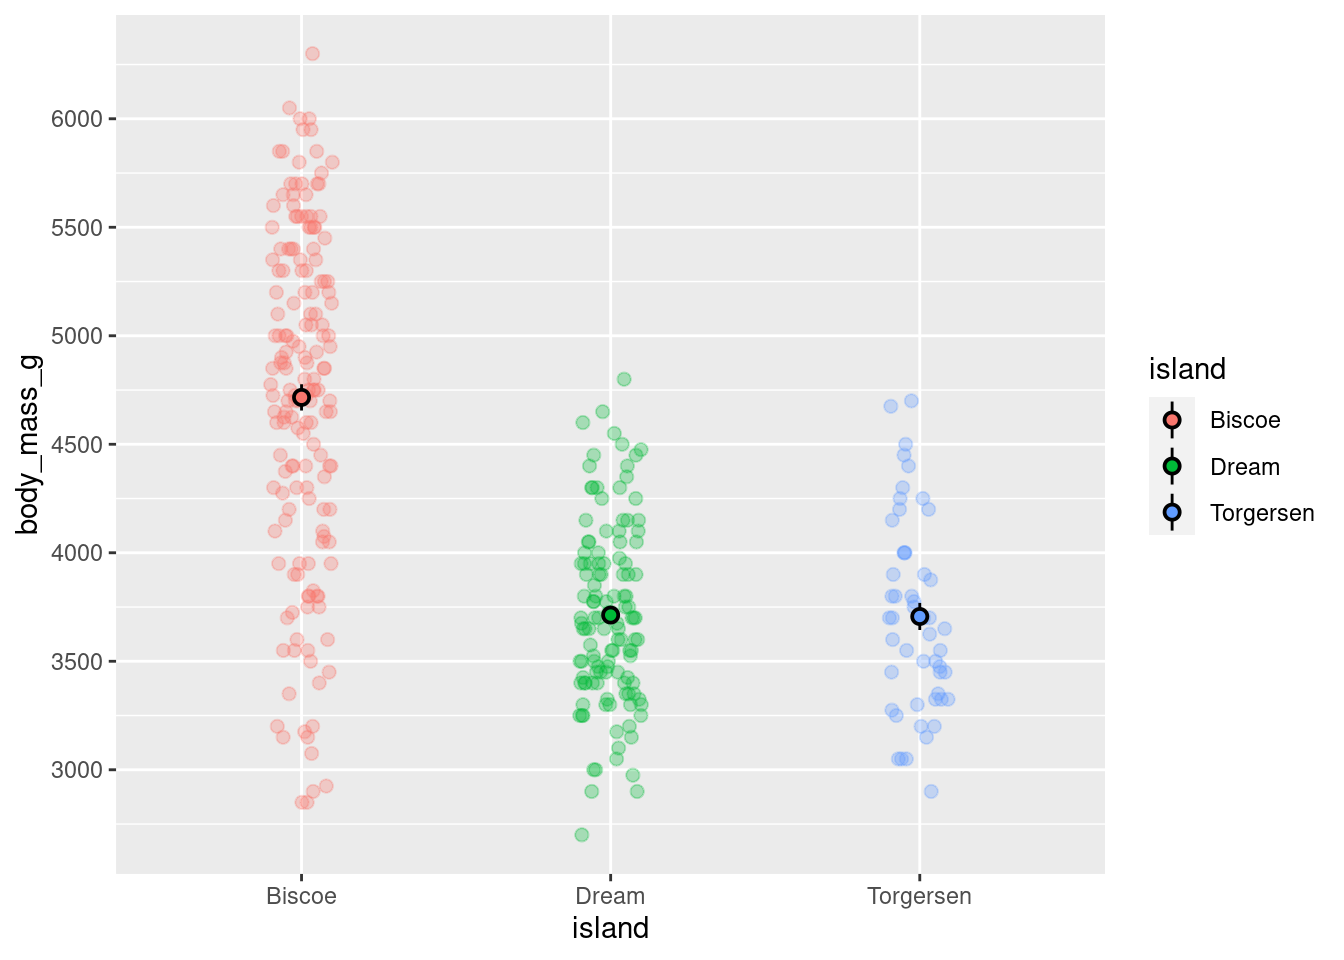 6000
5500
5000
4500
4000
3500
3000
body_mass_g
Biscoe
Dream
Torgersen
island
island
Biscoe
Dream
Torgersen